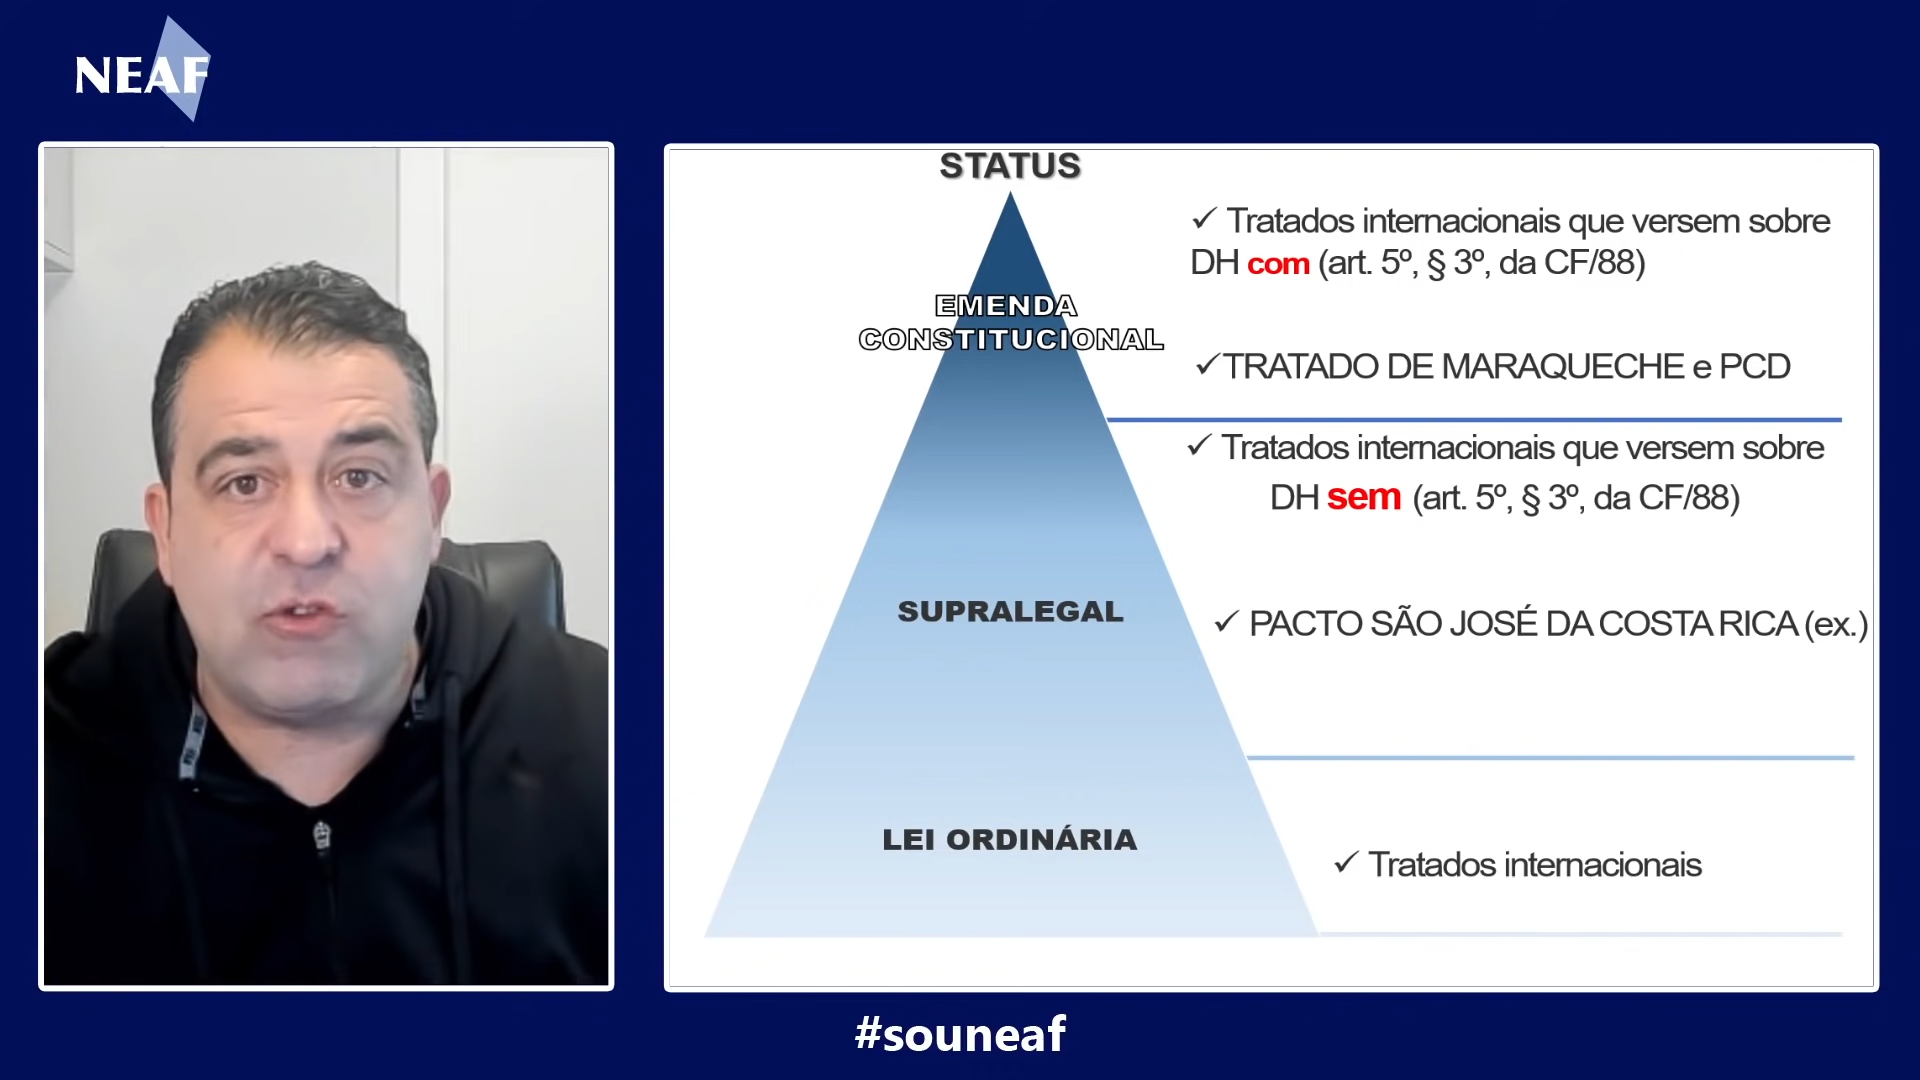 NEAF
STATUS
✓ Tratados internacionais que versem sobre
DH com (art. 5º, § 3º, da CF/88)
EMENDA
CONSTITUCIONAL
✓TRATADO DE MARAQUECHE e PCD
✓ Tratados internacionais que versem sobre
DH sem (art. 5º, § 3º, da CF/88)
SUPRALEGAL
✓ PACTO SÃO JOSÉ DA COSTA RICA (ex.)
LEI ORDINÁRIA
✓ Tratados internacionais
#souneaf